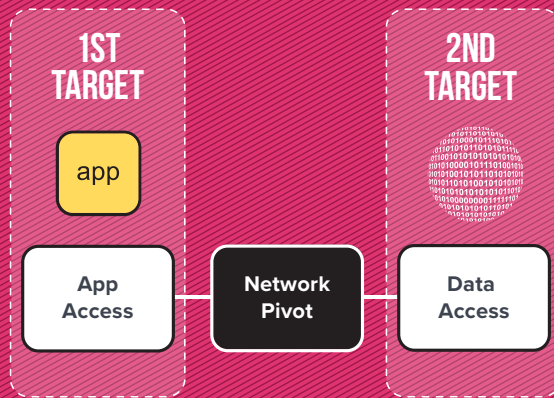 1ST
TARGET
app
App
Access
Network
Pivot
2ND
TARGET
Data
Access